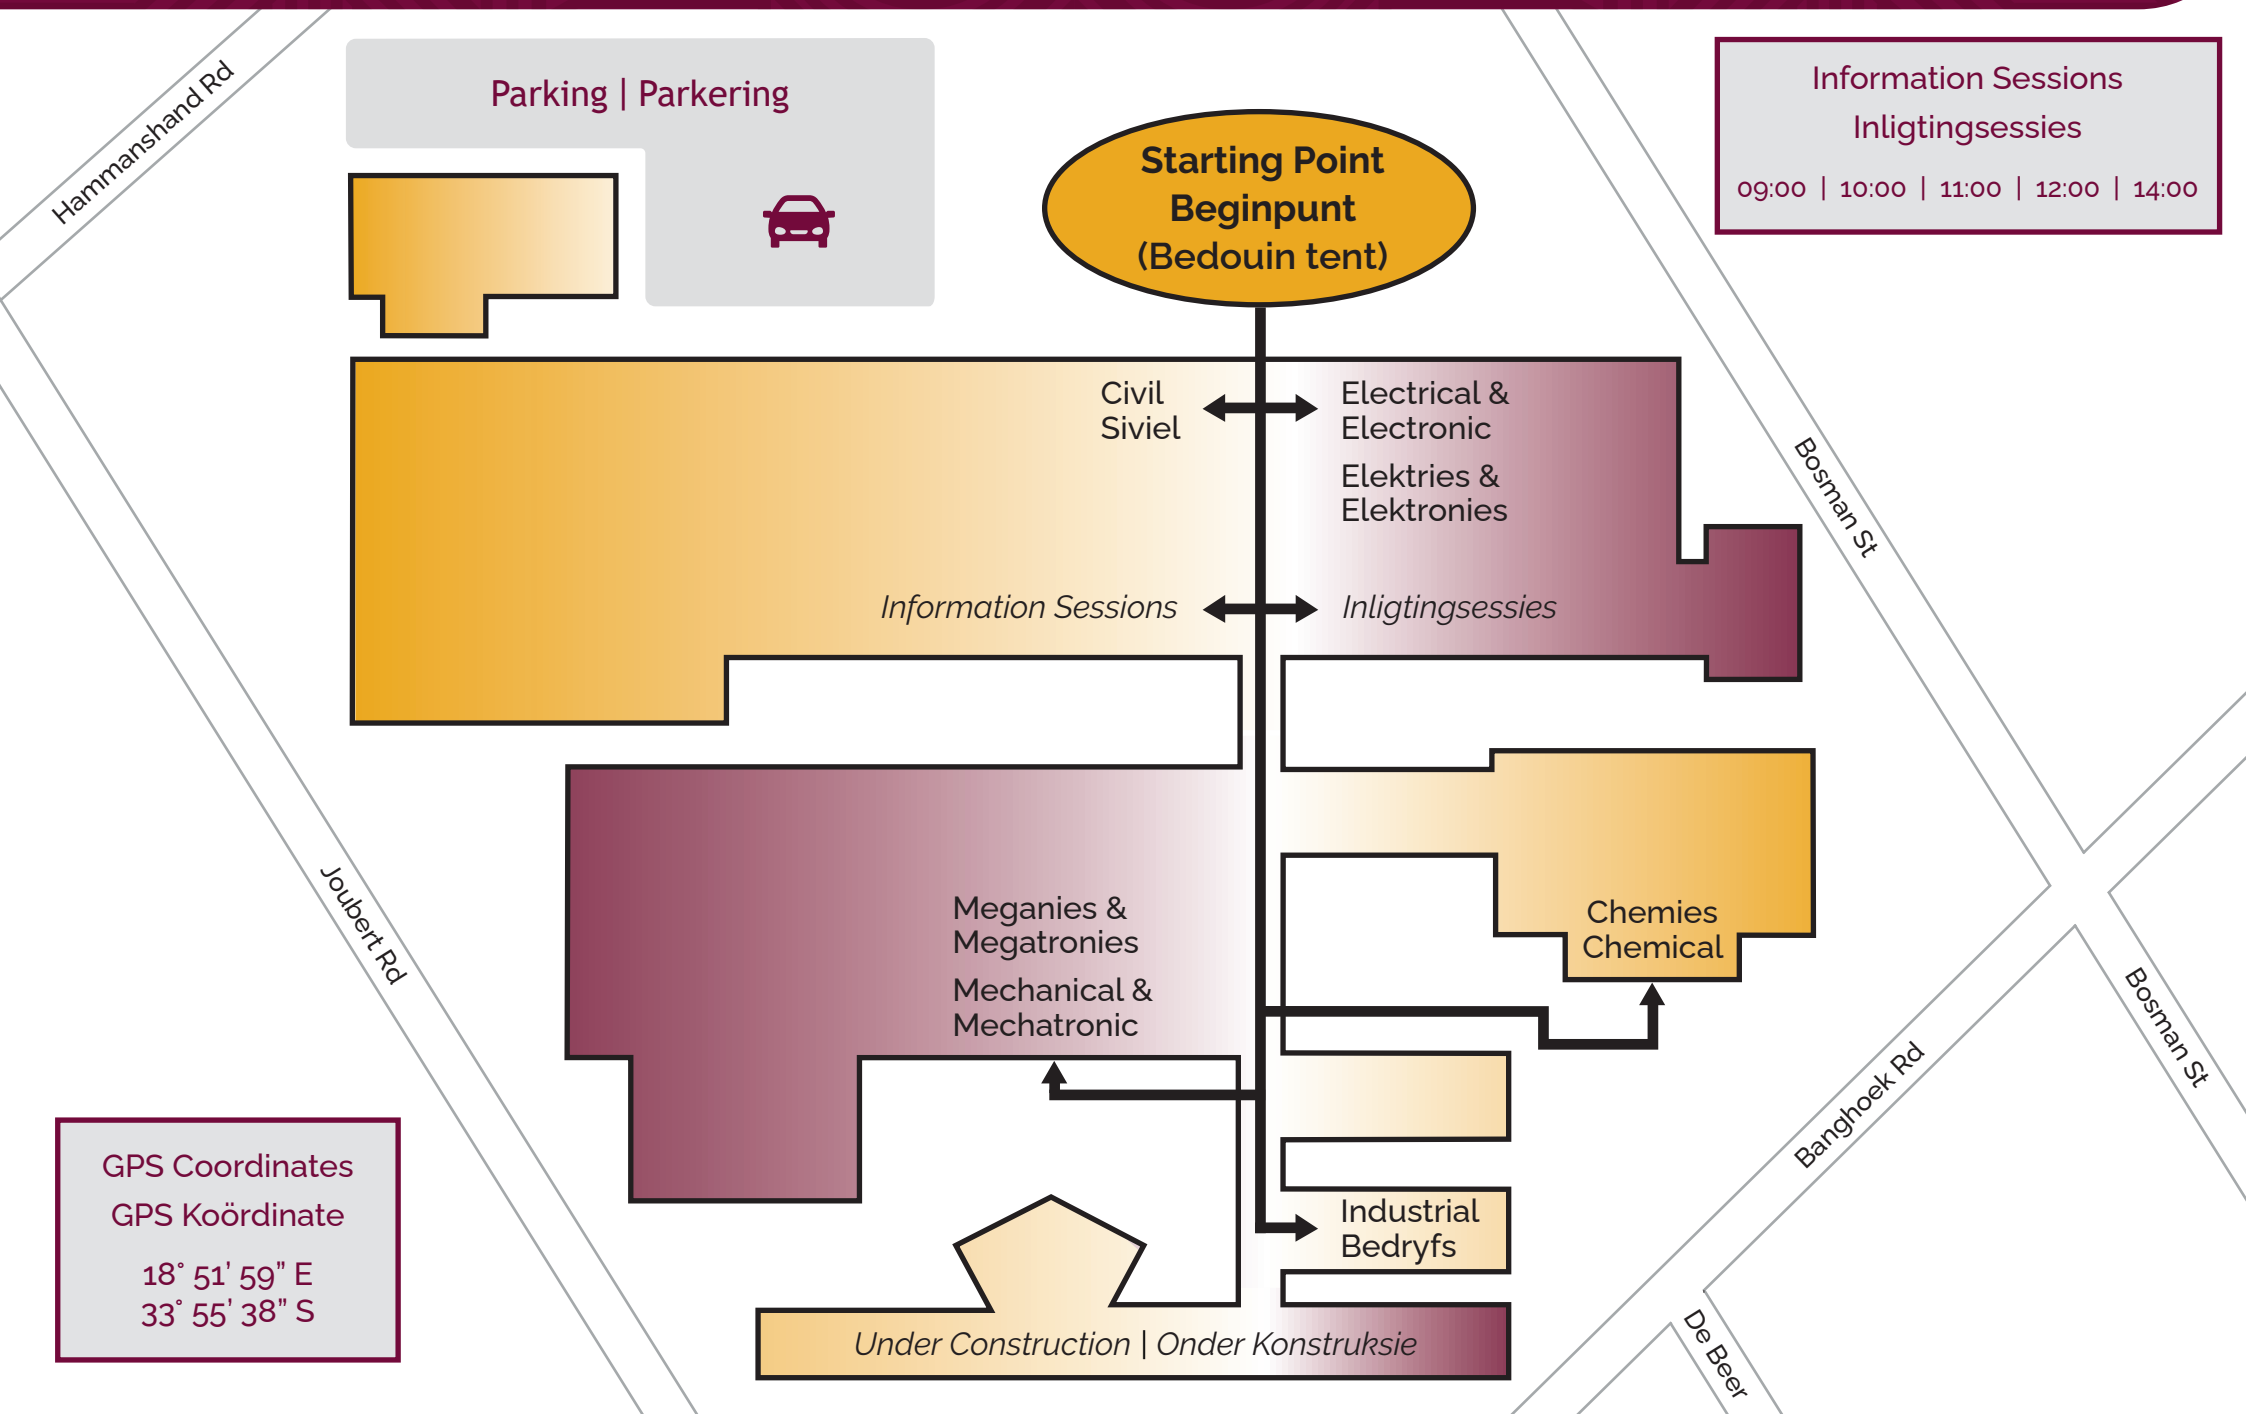 Hammanshand Rd
Parking | Parkering
Starting Point
Beginpunt
(Bedouin tent)
Information Sessions
Inligtingsessies
09:00 | 10:00 | 11:00 | 12:00 | 14:00
Civil
Siviel
Electrical &
Electronic
Elektries &
Elektronies
Bosman St
Information Sessions
Inligtingsessies
Joubert Rd
Meganies &
Megatronies
Mechanical &
Mechatronic
Chemies
Chemical
Bosman St
Banghoek Rd
GPS Coordinates
GPS Koördinate
18° 51’ 59” E
33° 55’ 38” S
Industrial
Bedryfs
Under Construction | Onder Konstruksie
De Beer